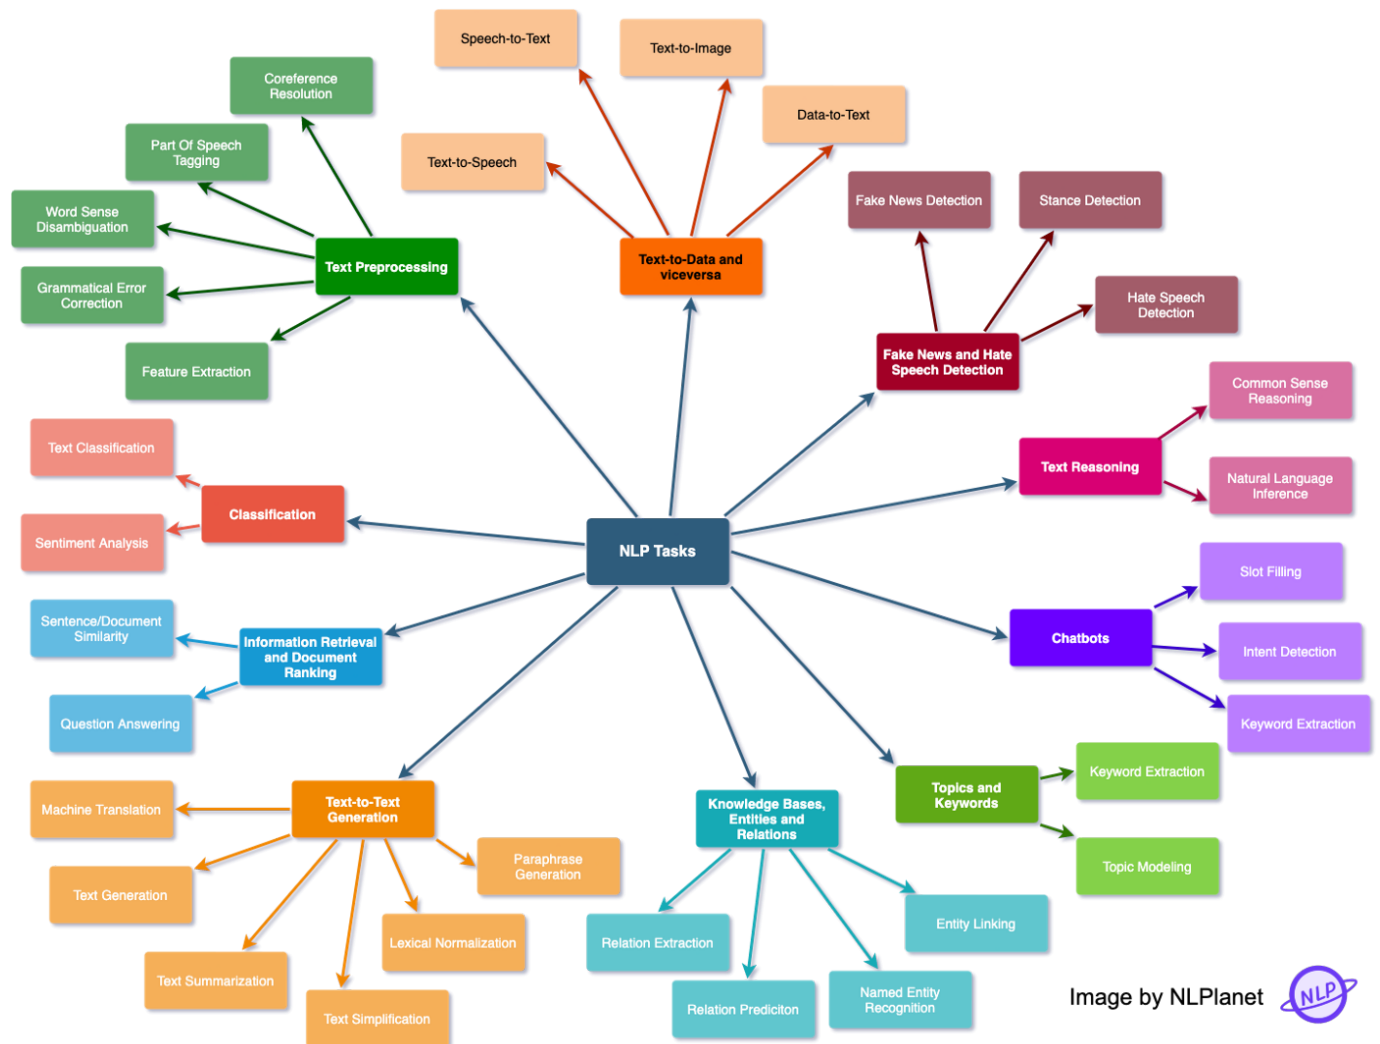 Speech-to-Text
Text-to-Image
Coreference
Resolution
Data-to-Text
Part Of Speech
Tagging
Text-to-Speech
Fake News Detection
Stance Detection
Word Sense
Disambiguation
Text Preprocessing
Text-to-Data and
viceversa
Grammatical Error
Correction
Hate Speech
Detection
Feature Extraction
Fake News and Hate
Speech Detection
Common Sense
Reasoning
Text Classification
Text Reasoning
Natural Language
Inference
Classification
Sentiment Analysis
NLP Tasks
Slot Filling
Sentence/Document
Similarity
Information Retrieval
and Document
Ranking
Chatbots
Intent Detection
Question Answering
Keyword Extraction
Machine Translation
Text-to-Text
Generation
Knowledge Bases,
Entities and
Relations
Topics and
Keywords
Keyword Extraction
Paraphrase
Generation
Topic Modeling
Text Generation
Lexical Normalization
Relation Extraction
Entity Linking
Text Summarization
Text Simplification
Relation Prediciton
Named Entity
Recognition
Image by NLPlanet
NLP